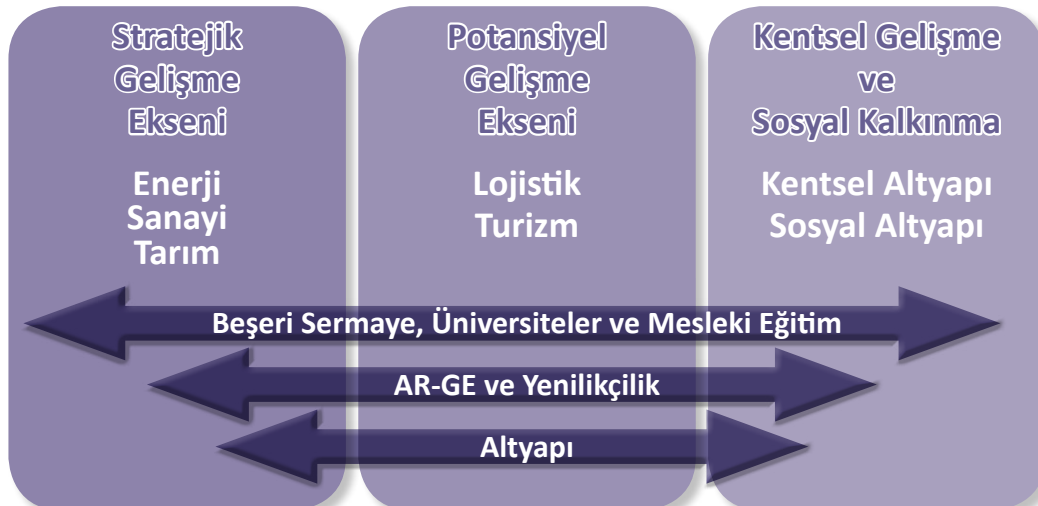 Stratejik
Gelişme
Ekseni
Enerji
Sanayi
Tarım
Potansiyel
Gelişme
Ekseni
Lojistik
Turizm
Kentsel Gelişme
ve
Sosyal Kalkınma
Kentsel Altyapı
Sosyal Altyapı
Beşeri Sermaye, Üniversiteler ve Mesleki Eğitim
AR-GE ve Yenilikçilik
Altyapı